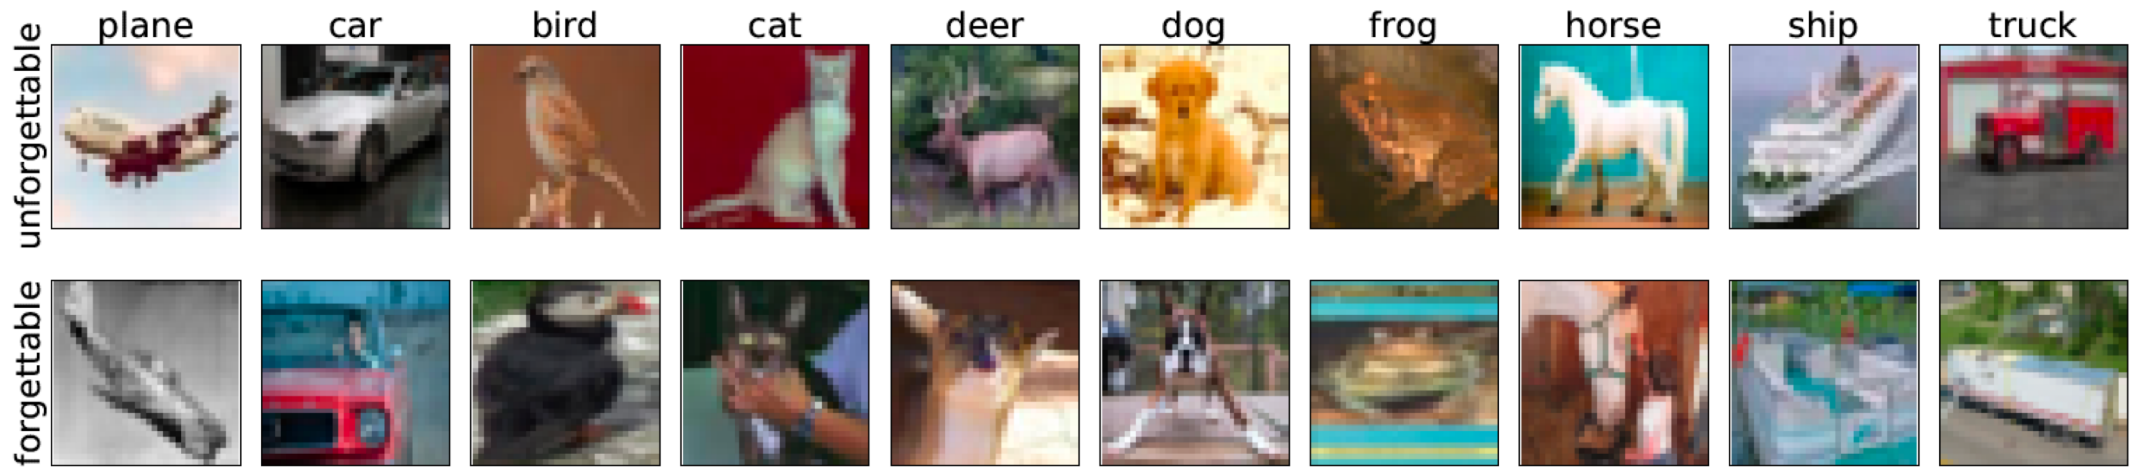 plane car bird cat deer dog frog horse ship truck
unforgettable
forgettable